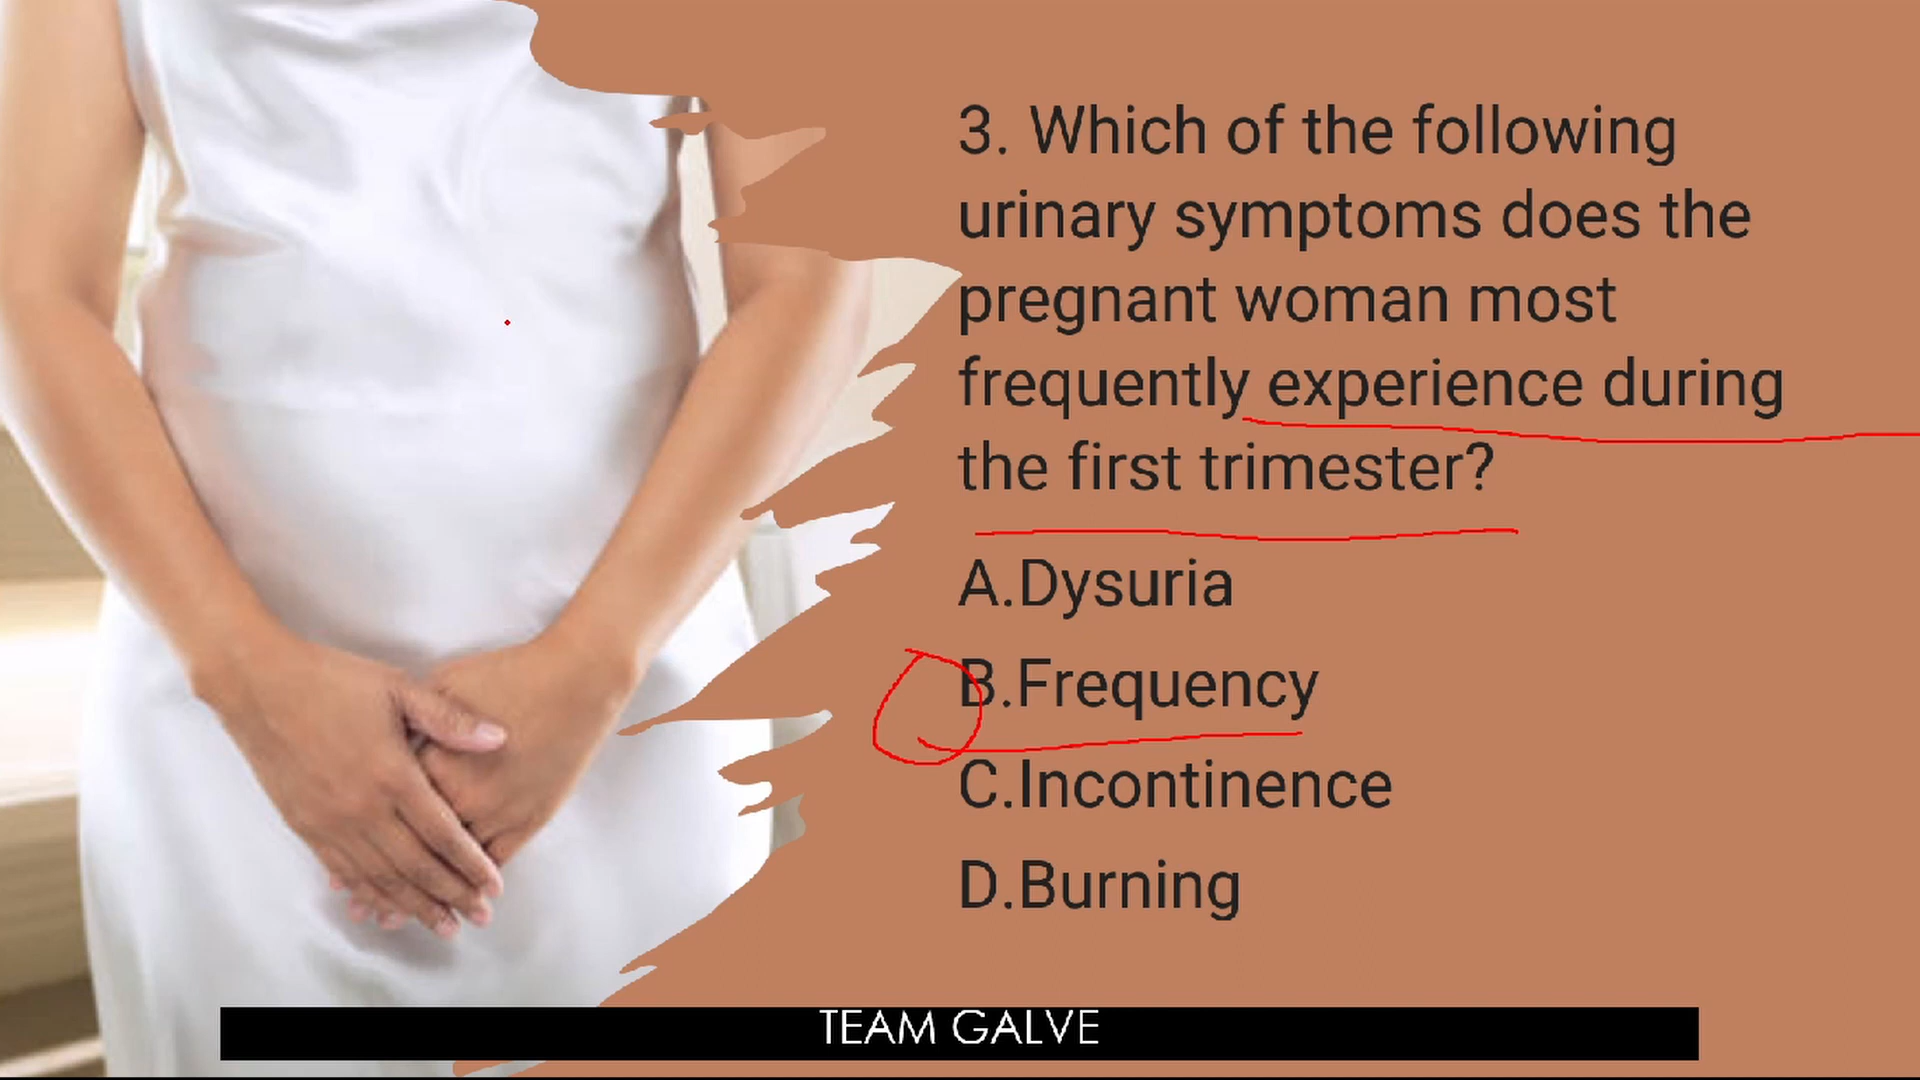 3. Which of the following
urinary symptoms does the
pregnant woman most
frequently experience during
the first trimester?
A.Dysuria
B.Frequency
C.Incontinence
D.Burning
TEAM GALVE